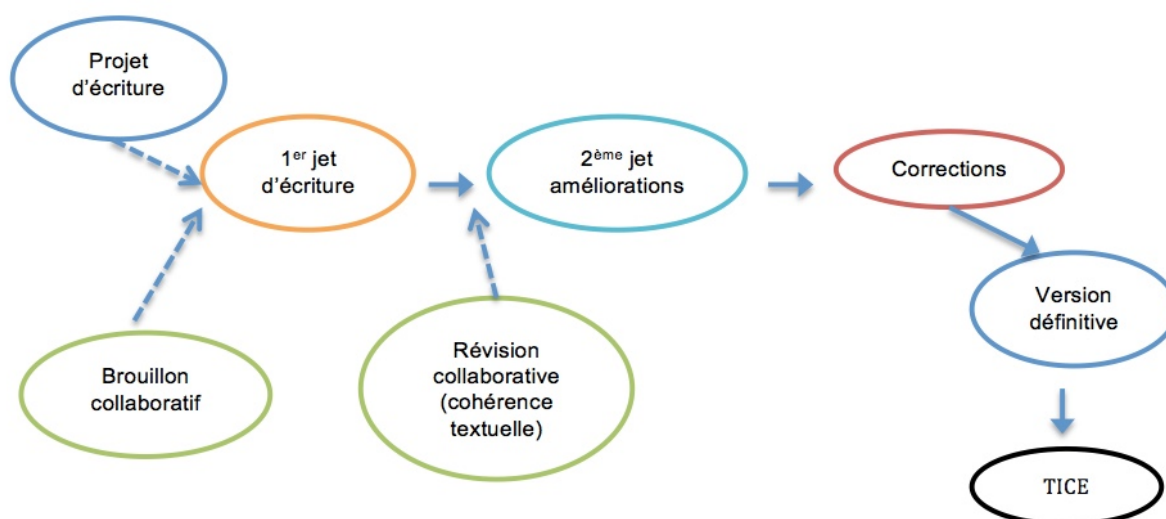 Projet
d'écriture
1er jet
d'écriture
2ème jet
améliorations
Corrections
Version
définitive
Brouillon
collaboratif
Révision
collaborative
(cohérence
textuelle)
TICE